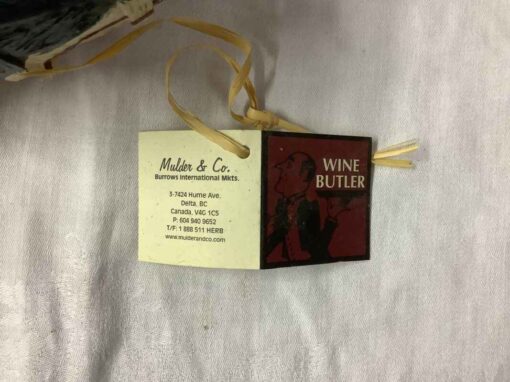 Mulder & Co.
Burrows International Mkts.
3-7424 Hume Ave.
Delta, BC
Canada, V4G 1C5
P: 604 940 9652
T/F: 1 888 511 HERB
www.mulderandco.com
WINE
BUTLER